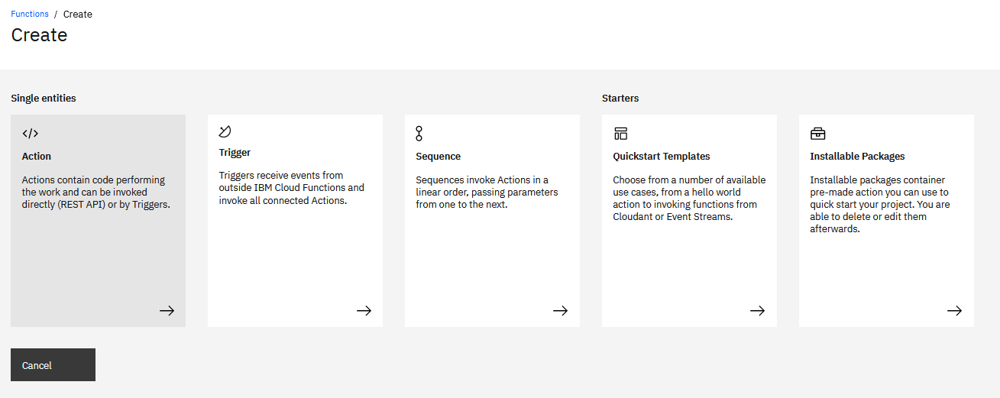 Functions / Create
Create
Single entities
Action
Actions contain code performing
the work and can be invoked
directly (REST API) or by Triggers.
Trigger
Triggers receive events from
outside IBM Cloud Functions and
invoke all connected Actions.
Sequence
Sequences invoke Actions in a
linear order, passing parameters
from one to the next.
Starters
Quickstart Templates
Choose from a number of available
use cases, from a hello world
action to invoking functions from
Cloudant or Event Streams.
Installable Packages
Installable packages container
pre-made action you can use to
quick start your project. You are
able to delete or edit them
afterwards.
Cancel